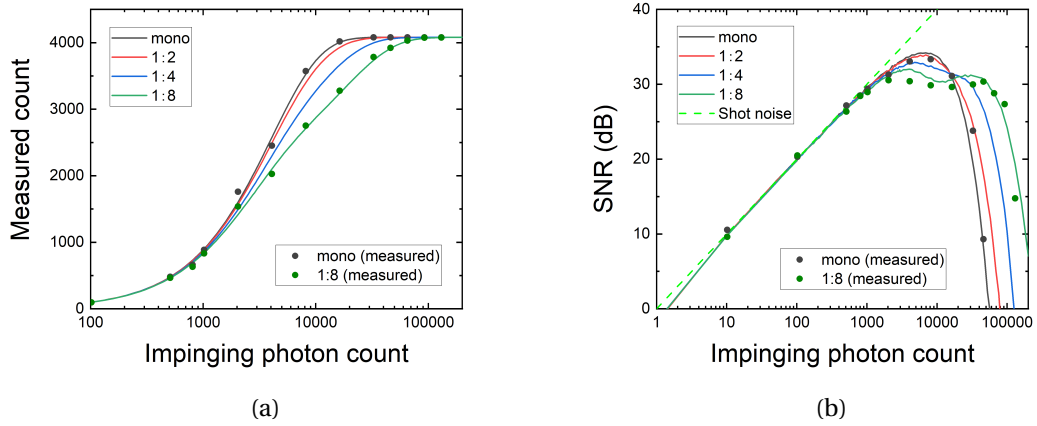 mono
1:2
1:4
1:8
mono (measured)
1:8 (measured)
4000
3000
2000
1000
0
100 1000 10000 100000
Measured count
Impinging photon count
(a)
mono
1:2
1:4
1:8
Shot noise
mono (measured)
1:8 (measured)
40
30
20
10
0
1 10 100 1000 10000 100000
SNR (dB)
Impinging photon count
(b)